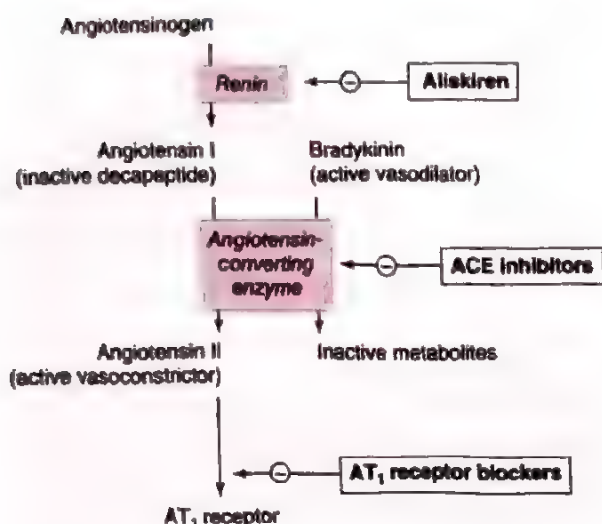 Angiotensinogen
Renin
Aliskiren
Angiotensin I
(inactive decapeptide)
Bradykinin
(active vasodilator)
Angiotensin-
converting
enzyme
ACE inhibitors
Angiotensin II
(active vasoconstrictor)
Inactive metabolites
AT₁ receptor blockers
AT₁ receptor